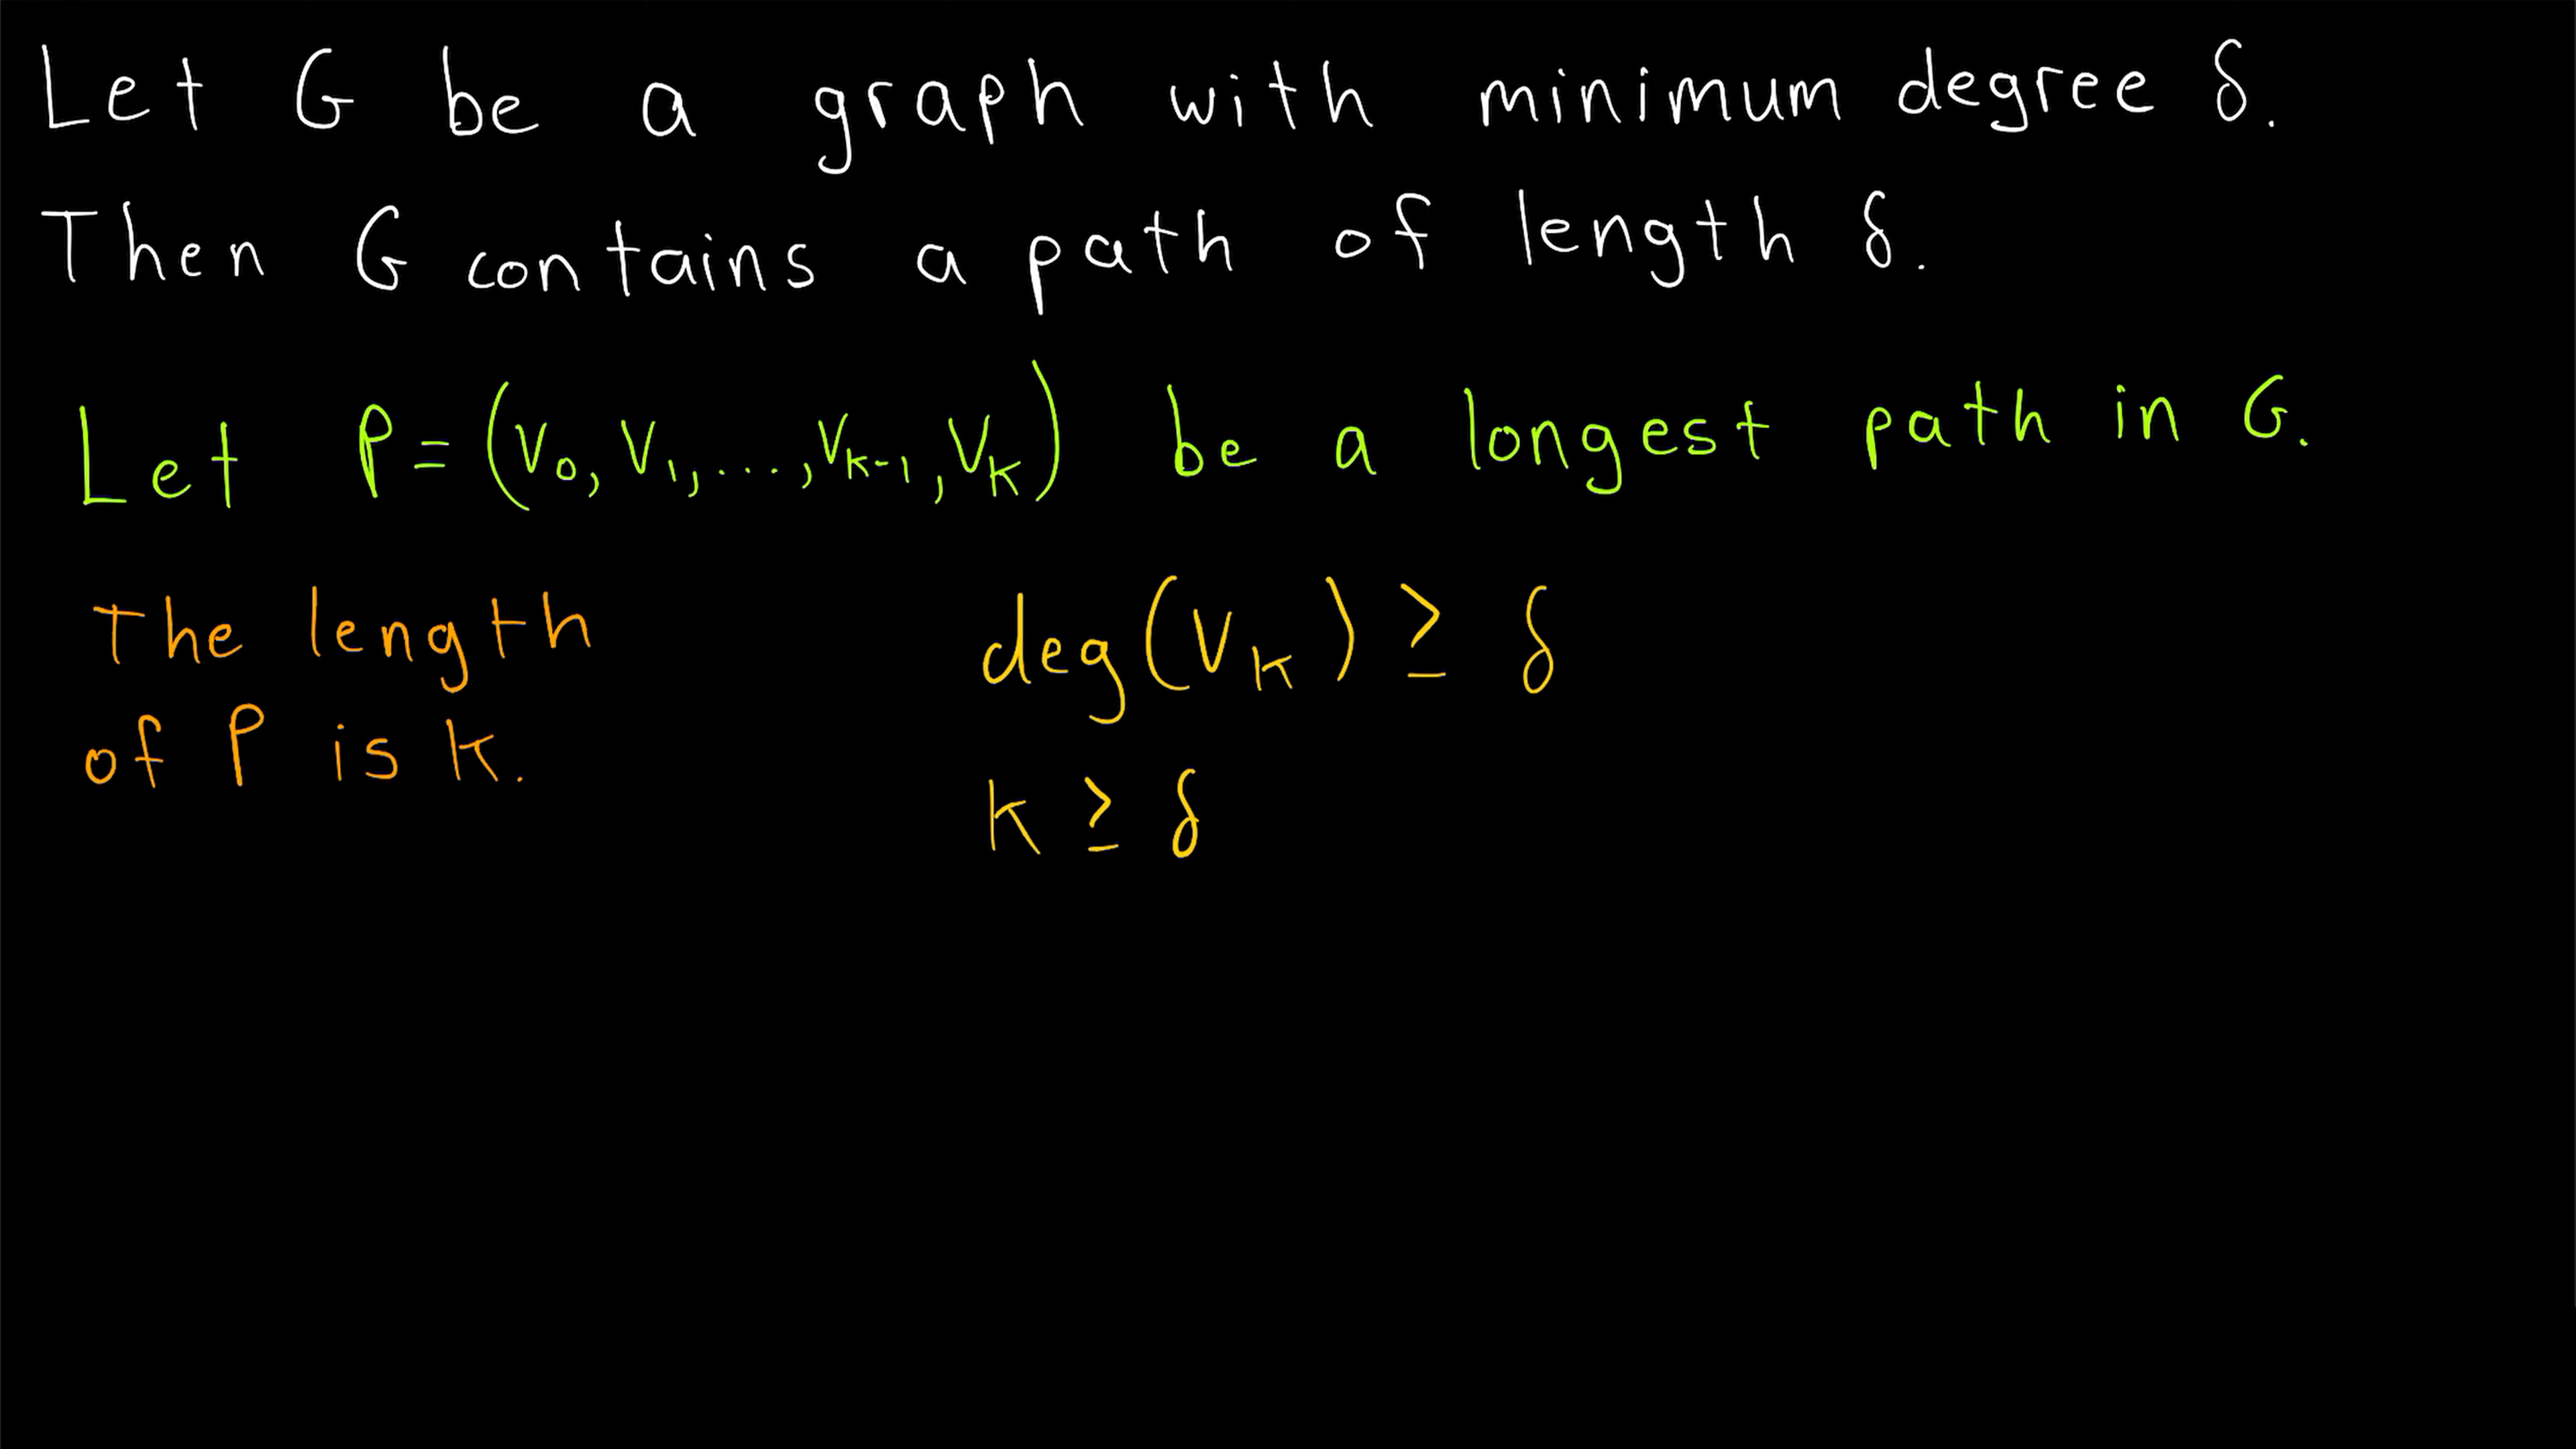 Let G be a graph with minimum degree δ.
Then G contains a path of length δ.
Let P = (v₀, v₁, ..., vₖ₋₁, vₖ) be a longest path in G.
The length
of P is k.
deg(vₖ) ≥ δ
k ≥ δ